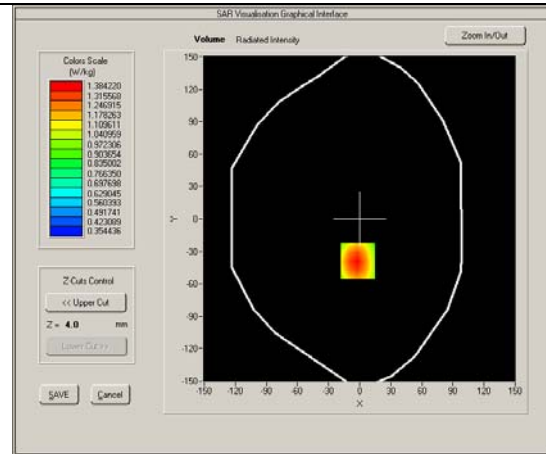 SAR Visualisation Graphical Interface
Volume Radiated Intensity
Zoom In/Out
Colors Scale
(W/kg)
1.384220
1.315568
1.246915
1.178263
1.109611
1.040959
0.972306
0.903654
0.835002
0.766350
0.697698
0.629045
0.560393
0.491741
0.423089
0.354436
150
120
90
60
30
0
-30
-60
-90
-120
-150
Y
-150 -120 -90 -60 -30 0 30 60 90 120 150
X
Z Cuts Control
<< Upper Cut
Z = 4.0 mm
Lower Cut >>
SAVE Cancel